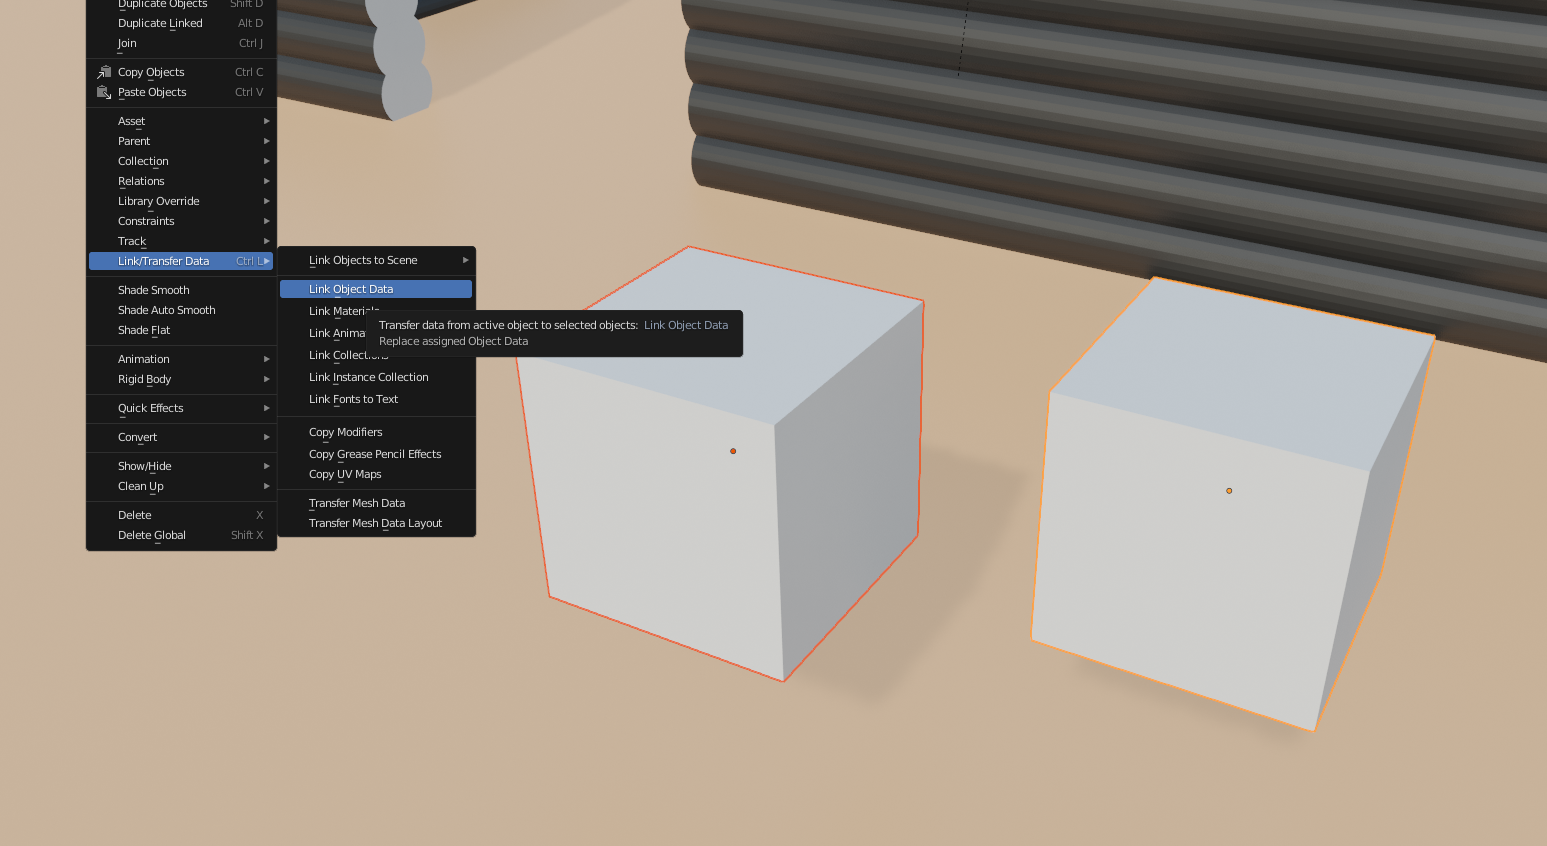 Duplicate Objects Shift D
Duplicate Linked Alt D
Join Ctrl J
Copy Objects Ctrl C
Paste Objects Ctrl V
Asset
Parent
Collection
Relations
Library Override
Constraints
Track
Link/Transfer Data Ctrl L
Shade Smooth
Shade Auto Smooth
Shade Flat
Animation
Rigid Body
Quick Effects
Convert
Show/Hide
Clean Up
Delete X
Delete Global Shift X
Link Objects to Scene
Link Object Data
Link Materials
Link Anima
Link Collections
Link Instance Collection
Link Fonts to Text
Copy Modifiers
Copy Grease Pencil Effects
Copy UV Maps
Transfer Mesh Data
Transfer Mesh Data Layout
Transfer data from active object to selected objects: Link Object Data
Replace assigned Object Data